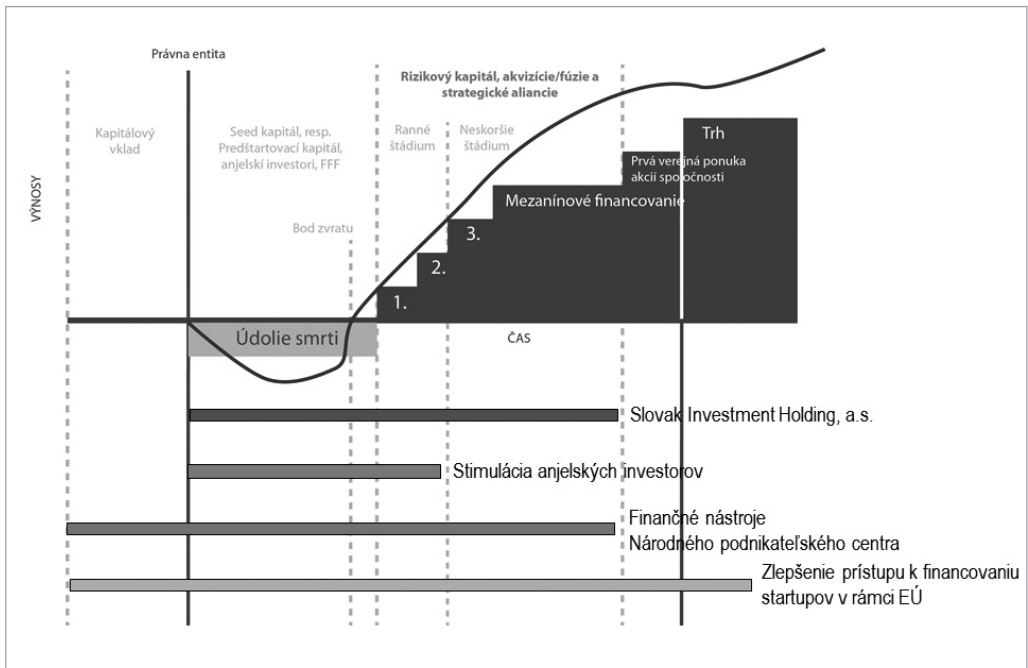 Právna entita
Rizikový kapitál, akvizície/fúzie a
strategické aliancie
Kapitálový
vklad
Seed kapitál, resp.
Predštartovací kapitál,
anjelskí investori, FFF
Ranné
štádium
Neskoršie
štádium
Trh
Prvá verejná ponuka
akcií spoločnosti
VÝNOSY
Mezanínové financovanie
Bod zvratu
3.
2.
1.
Údolie smrti
ČAS
Slovak Investment Holding, a.s.
Stimulácia anjelských investorov
Finančné nástroje
Národného podnikateľského centra
Zlepšenie prístupu k financovaniu
startupov v rámci EÚ